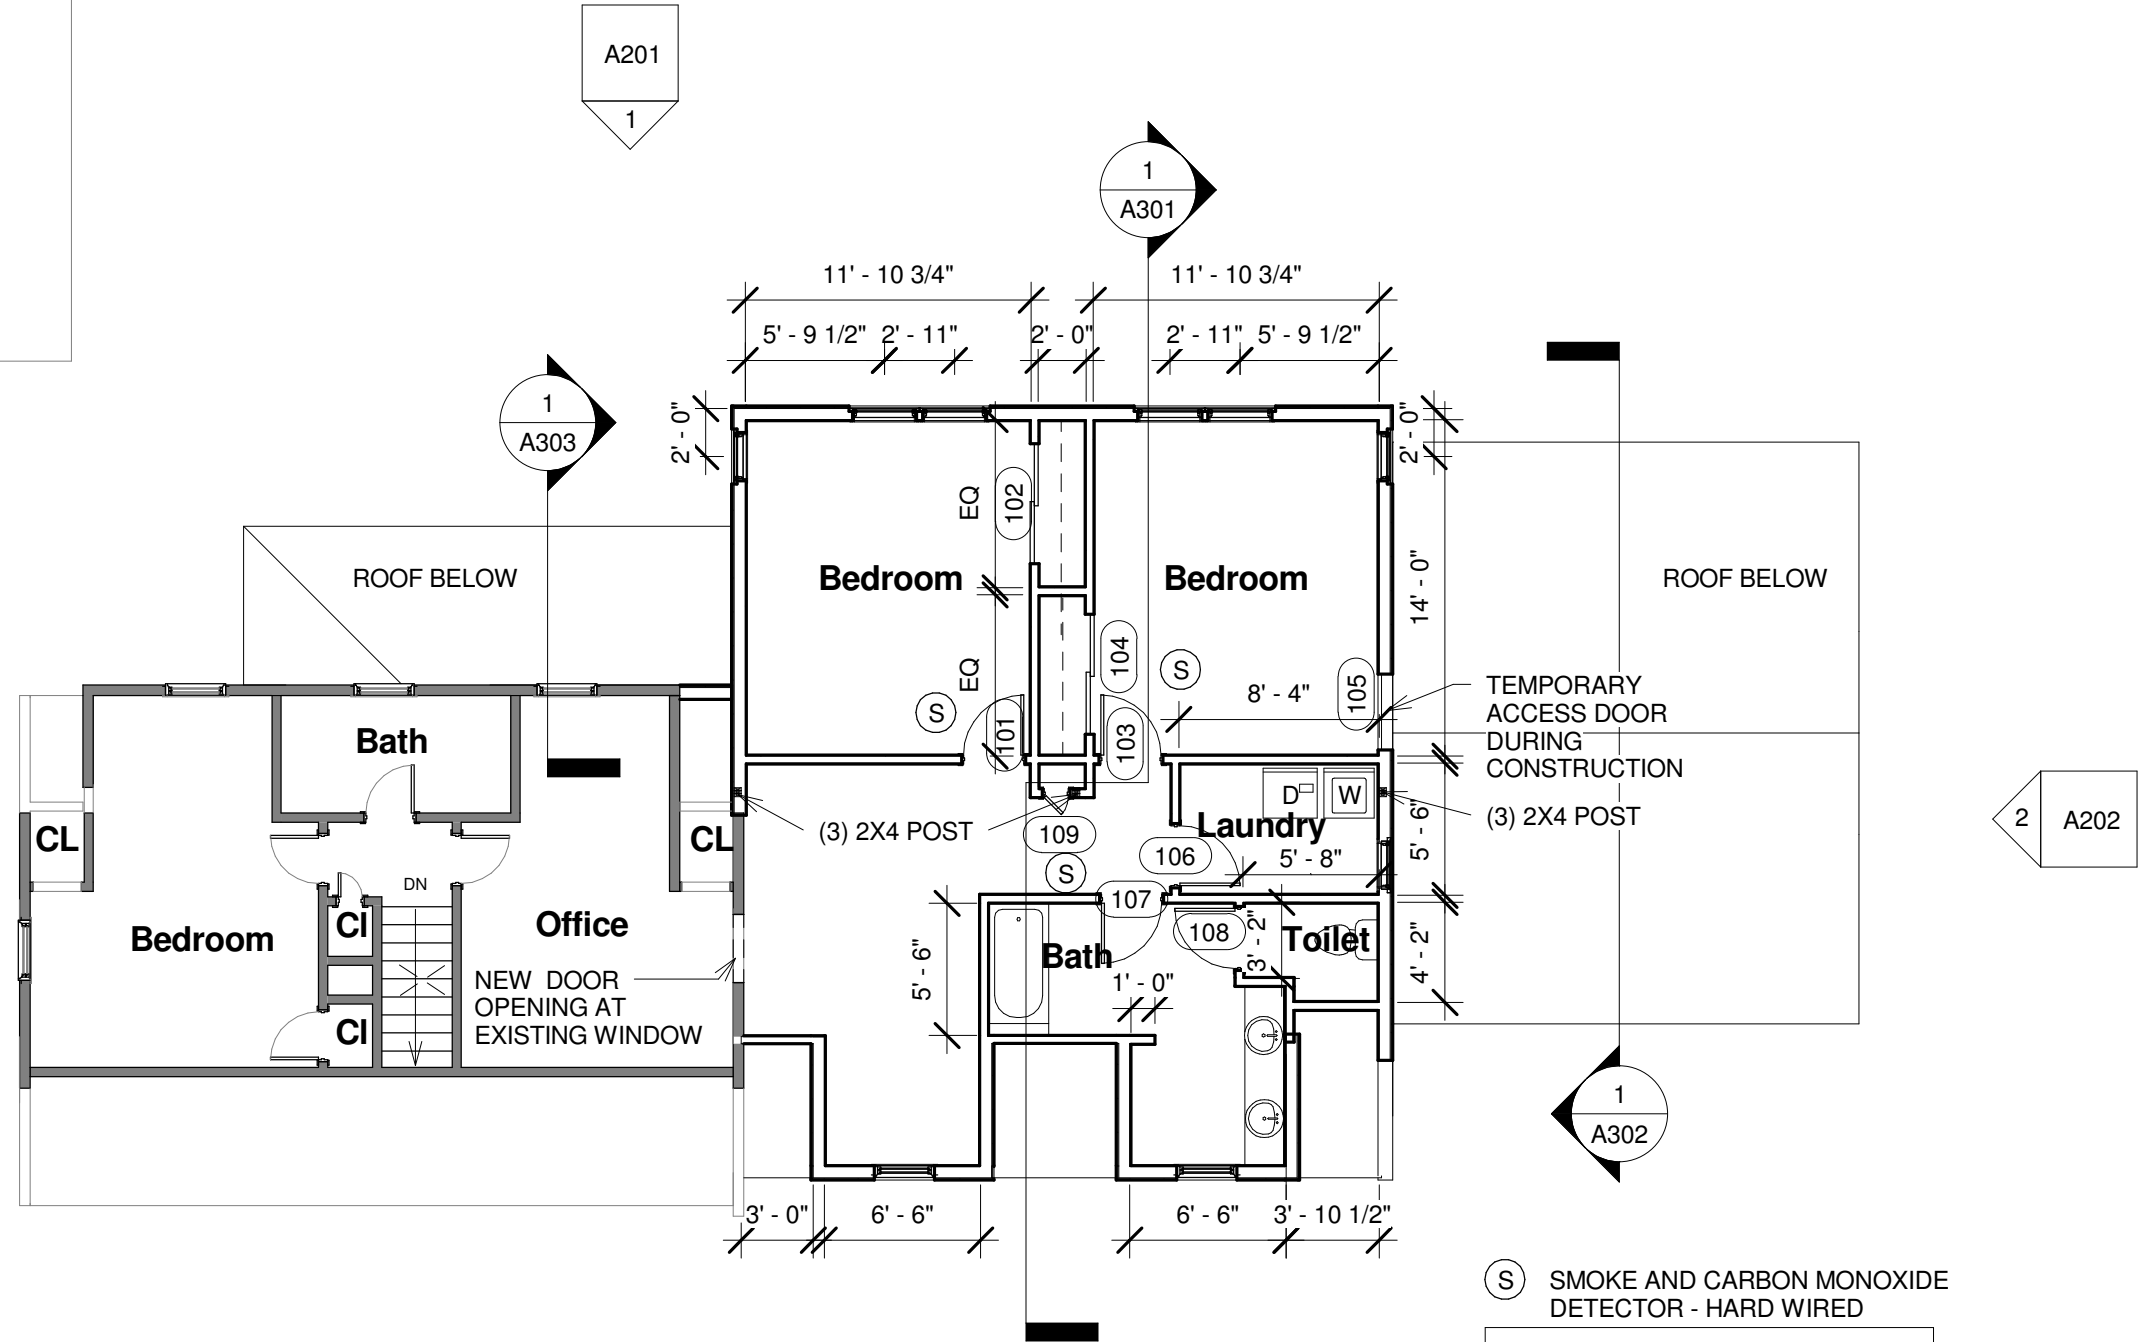 A201
1
1
A301
11' - 10 3/4"
11' - 10 3/4"
5' - 9 1/2"
2' - 11"
2' - 0"
2' - 11"
5' - 9 1/2"
1
A303
2' - 0"
2' - 0"
EQ
102
ROOF BELOW
Bedroom
Bedroom
14' - 0"
ROOF BELOW
EQ
104
S
S
8' - 4"
105
101
103
TEMPORARY
ACCESS DOOR
DURING
CONSTRUCTION
Bath
D
W
(3) 2X4 POST
2
A202
CL
CL
(3) 2X4 POST
109
Laundry
106
5' - 8"
5' - 6"
S
DN
107
Bedroom
Cl
Office
108
3' - 2"
Toilet
Bath
4' - 2"
5' - 6"
1' - 0"
NEW DOOR
OPENING AT
EXISTING WINDOW
Cl
1
A302
3' - 0"
6' - 6"
6' - 6"
3' - 10 1/2"
S
SMOKE AND CARBON MONOXIDE
DETECTOR - HARD WIRED